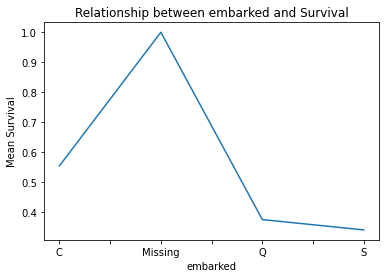 Relationship between embarked and Survival
Mean Survival
1.0
0.9
0.8
0.7
0.6
0.5
0.4
C Missing Q S
embarked